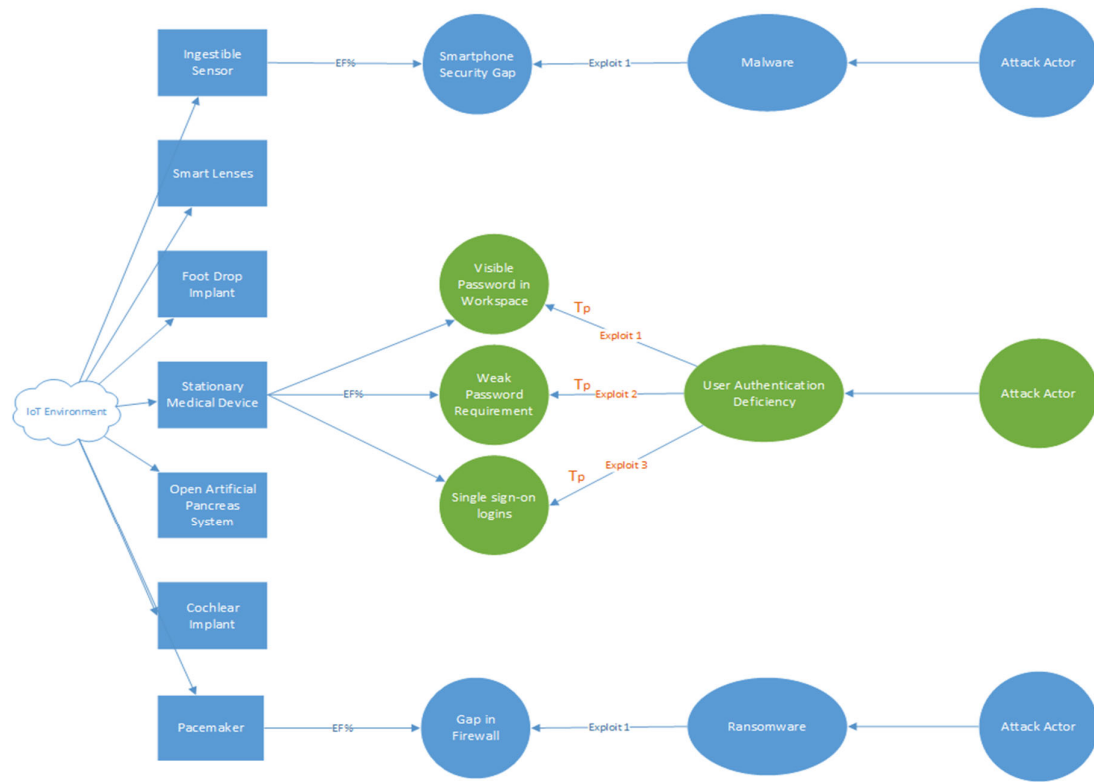 Ingestible
Sensor
EF%
Smartphone
Security Gap
Exploit 1
Malware
Attack Actor
Smart Lenses
Foot Drop
Implant
Visible
Password in
Workspace
Tp
Exploit 1
IoT Environment
Stationary
Medical Device
EF%
Weak
Password
Requirement
Tp
Exploit 2
User Authentication
Deficiency
Attack Actor
Tp
Exploit 3
Single sign-on
logins
Open Artificial
Pancreas
System
Cochlear
Implant
Pacemaker
EF%
Gap in
Firewall
Exploit 1
Ransomware
Attack Actor